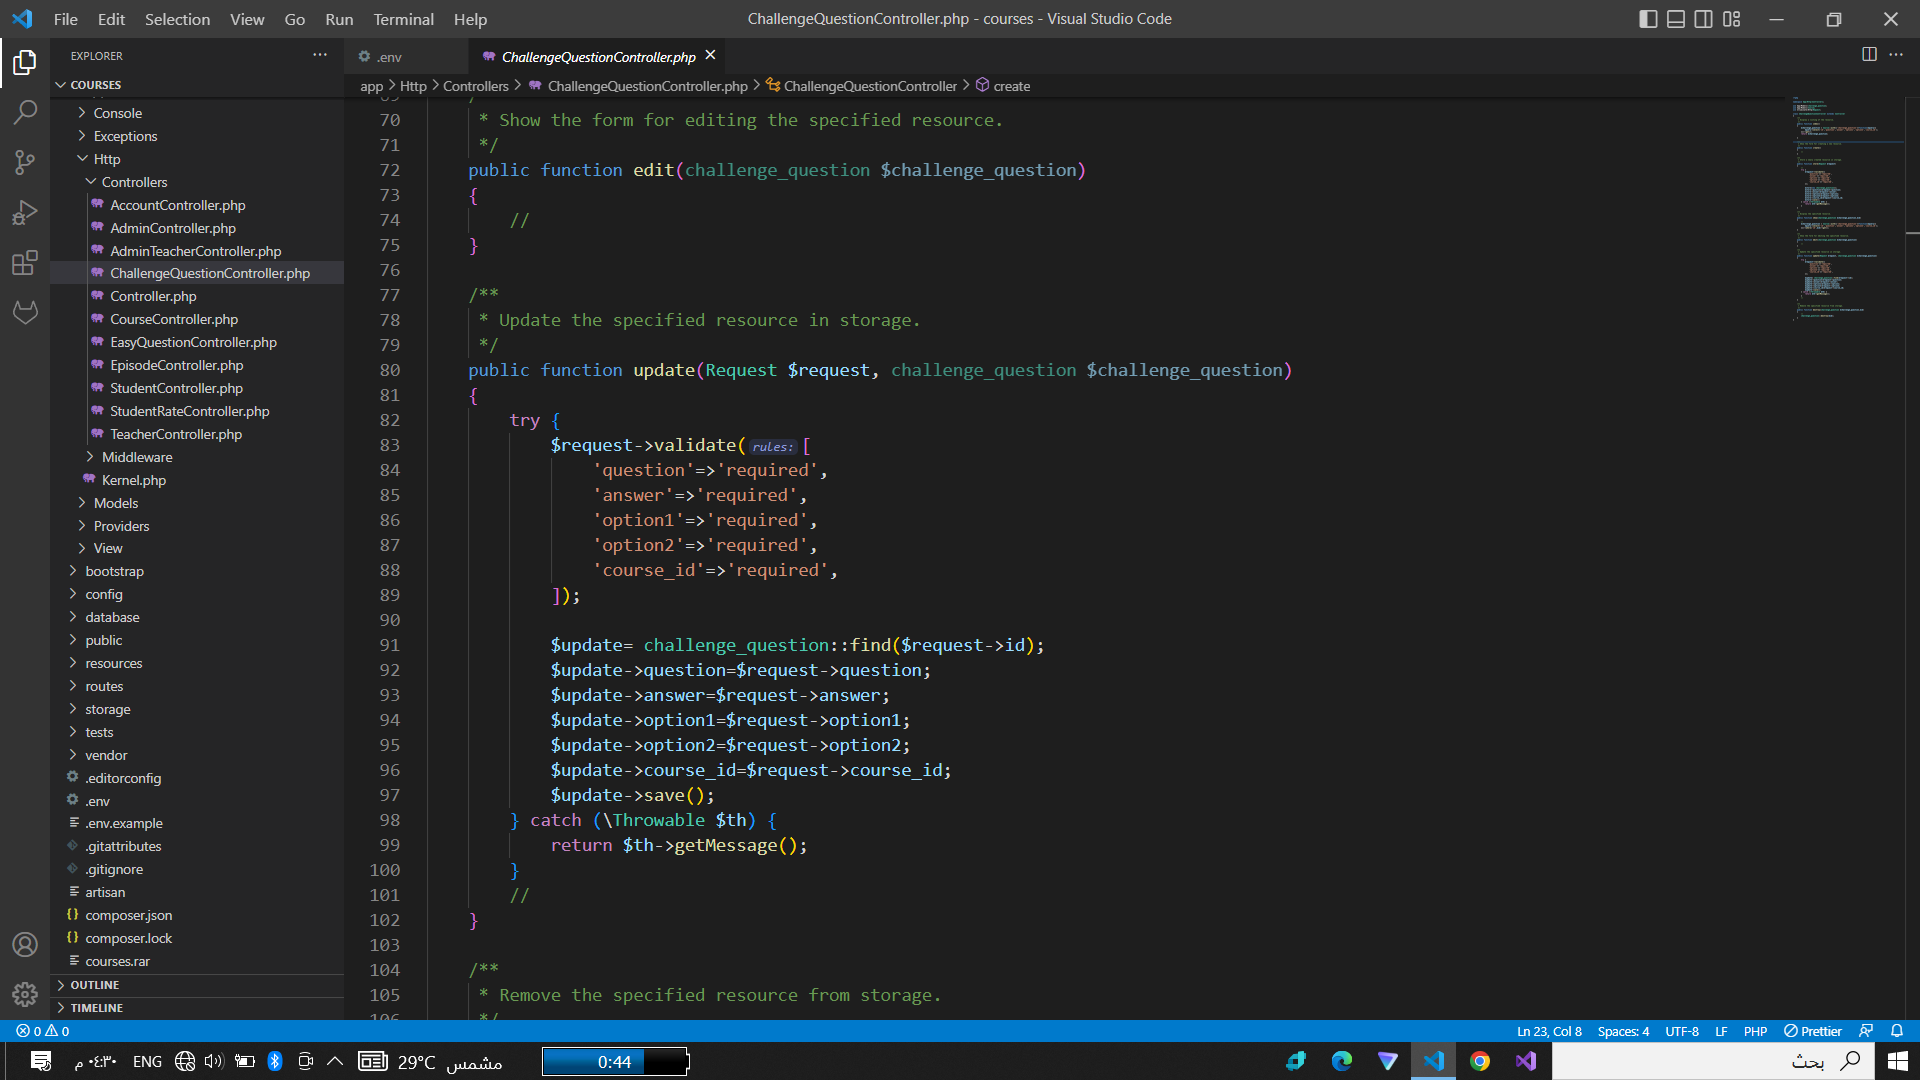 File Edit Selection View Go Run Terminal Help
ChallengeQuestionController.php - courses - Visual Studio Code
EXPLORER
COURSES
Console
Exceptions
Http
Controllers
AccountController.php
AdminController.php
AdminTeacherController.php
ChallengeQuestionController.php
Controller.php
CourseController.php
EasyQuestionController.php
EpisodeController.php
StudentController.php
StudentRateController.php
TeacherController.php
Middleware
Kernel.php
Models
Providers
View
bootstrap
config
database
public
resources
routes
storage
tests
vendor
.editorconfig
.env
.env.example
.gitattributes
.gitignore
artisan
composer.json
composer.lock
courses.rar
OUTLINE
TIMELINE
.env
ChallengeQuestionController.php
app > Http > Controllers > ChallengeQuestionController.php > ChallengeQuestionController > create
70 * Show the form for editing the specified resource.
71 */
72 public function edit(challenge_question $challenge_question)
73 {
74 //
75 }
76
77 /**
78 * Update the specified resource in storage.
79 */
80 public function update(Request $request, challenge_question $challenge_question)
81 {
82 try {
83 $request->validate( rules: [
84 'question'=>'required',
85 'answer'=>'required',
86 'option1'=>'required',
87 'option2'=>'required',
88 'course_id'=>'required',
89 ]);
90
91 $update= challenge_question::find($request->id);
92 $update->question=$request->question;
93 $update->answer=$request->answer;
94 $update->option1=$request->option1;
95 $update->option2=$request->option2;
96 $update->course_id=$request->course_id;
97 $update->save();
98 } catch (\Throwable $th) {
99 return $th->getMessage();
100 }
101 //
102 }
103
104 /**
105 * Remove the specified resource from storage.
106 */
0 0 Ln 23, Col 8 Spaces: 4 UTF-8 LF PHP Prettier
٠٤:٣٠ م ENG 29°C مشمس 0:44 بحث